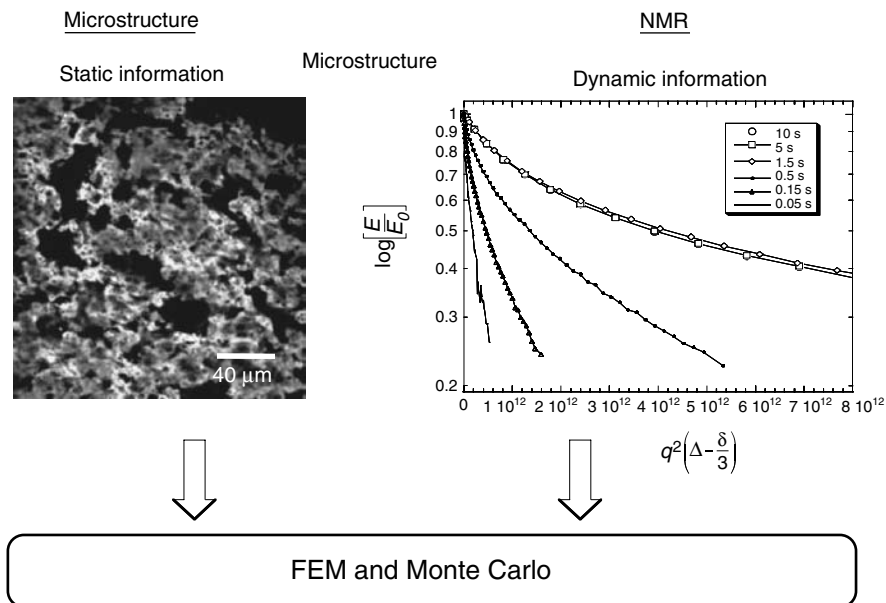 Microstructure
Static information
40 µm
Microstructure
NMR
Dynamic information
log[E/E0]
1
0.9
0.8
0.7
0.6
0.5
0.4
0.3
0.2
10 s
5 s
1.5 s
0.5 s
0.15 s
0.05 s
0 1 10^12 2 10^12 3 10^12 4 10^12 5 10^12 6 10^12 7 10^12 8 10^12
q^2(Δ-δ/3)
FEM and Monte Carlo